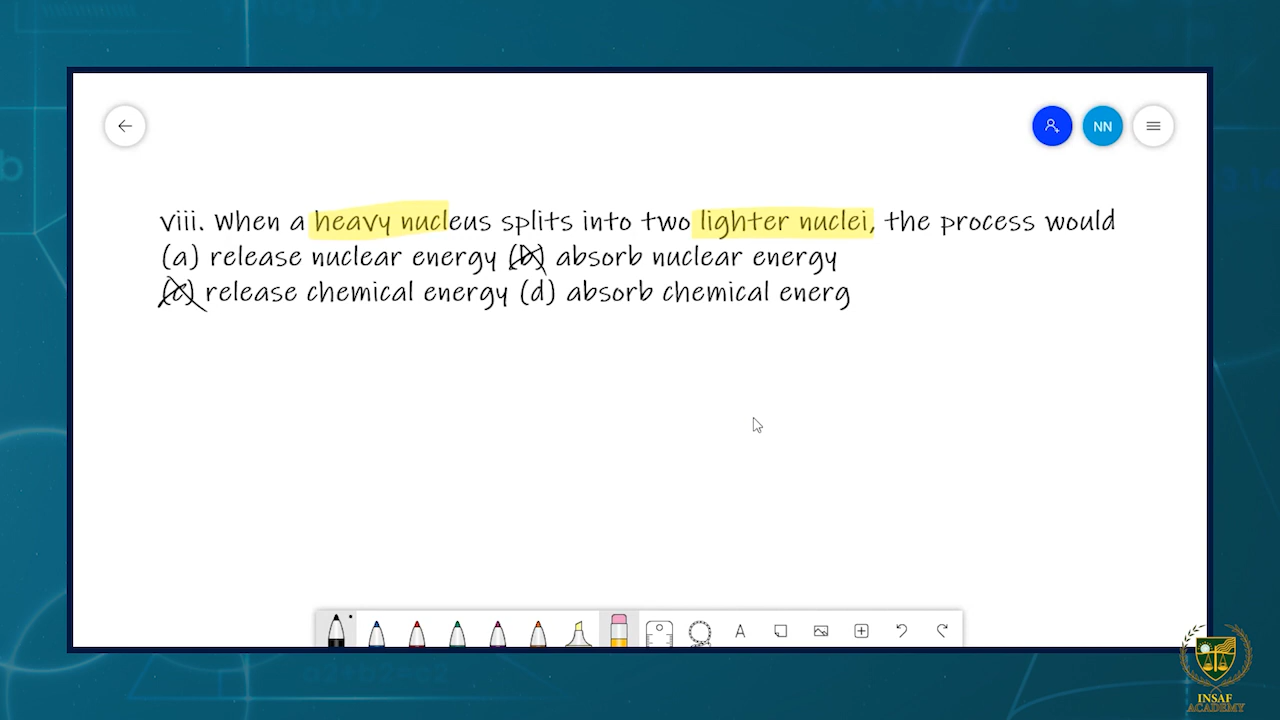 NN
viii. When a heavy nucleus splits into two lighter nuclei, the process would
(a) release nuclear energy (b) absorb nuclear energy
(c) release chemical energy (d) absorb chemical energ
A
INSAF
ACADEMY